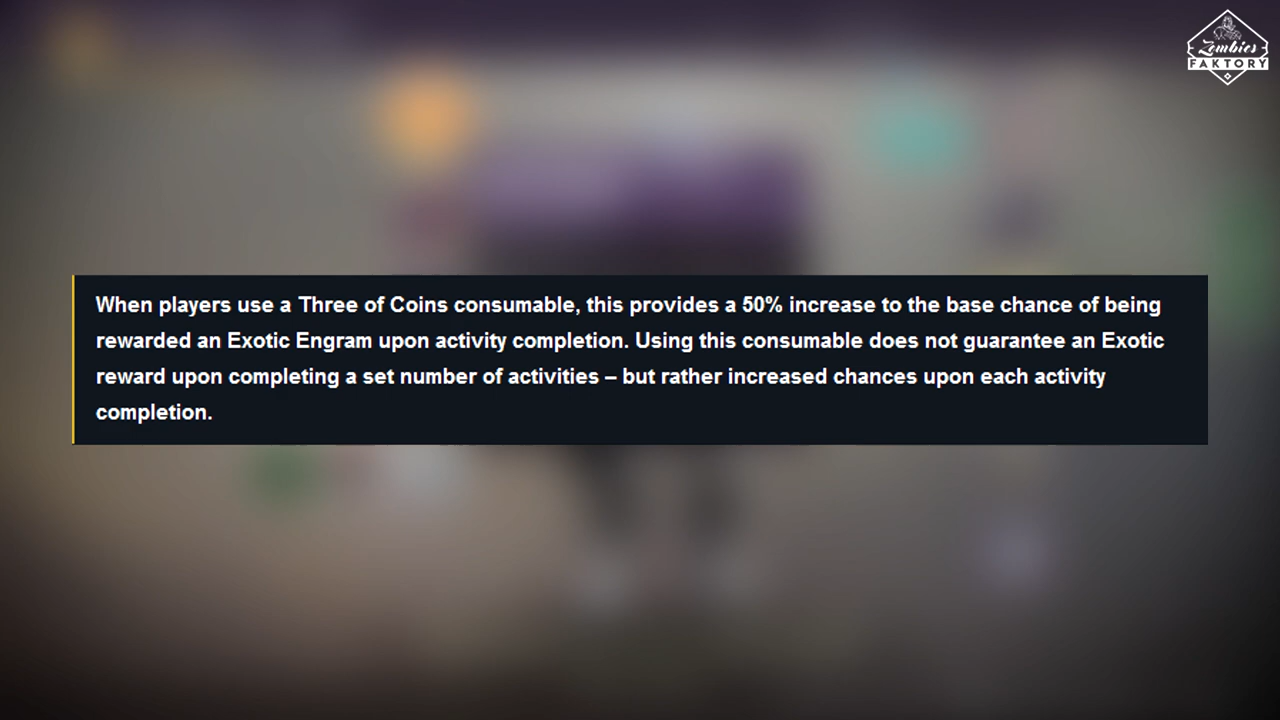 Zombies
FAKTORY
When players use a Three of Coins consumable, this provides a 50% increase to the base chance of being
rewarded an Exotic Engram upon activity completion. Using this consumable does not guarantee an Exotic
reward upon completing a set number of activities – but rather increased chances upon each activity
completion.